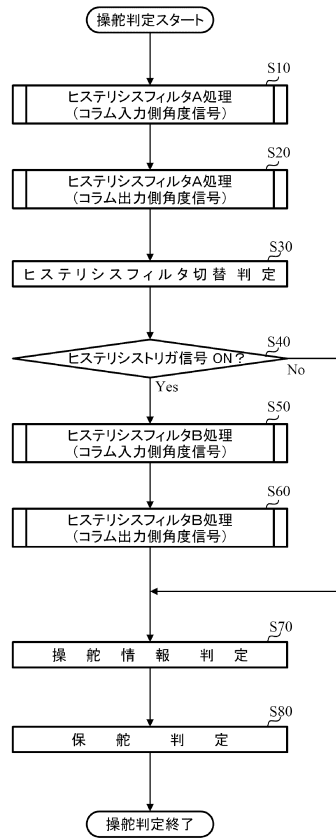 操舵判定スタート
S10
ヒステリシスフィルタA処理
(コラム入力側角度信号)
S20
ヒステリシスフィルタA処理
(コラム出力側角度信号)
S30
ヒステリシスフィルタ切替判定
S40
ヒステリシストリガ信号 ON?
No
Yes
S50
ヒステリシスフィルタB処理
(コラム入力側角度信号)
S60
ヒステリシスフィルタB処理
(コラム出力側角度信号)
S70
操舵情報判定
S80
保舵判定
操舵判定終了